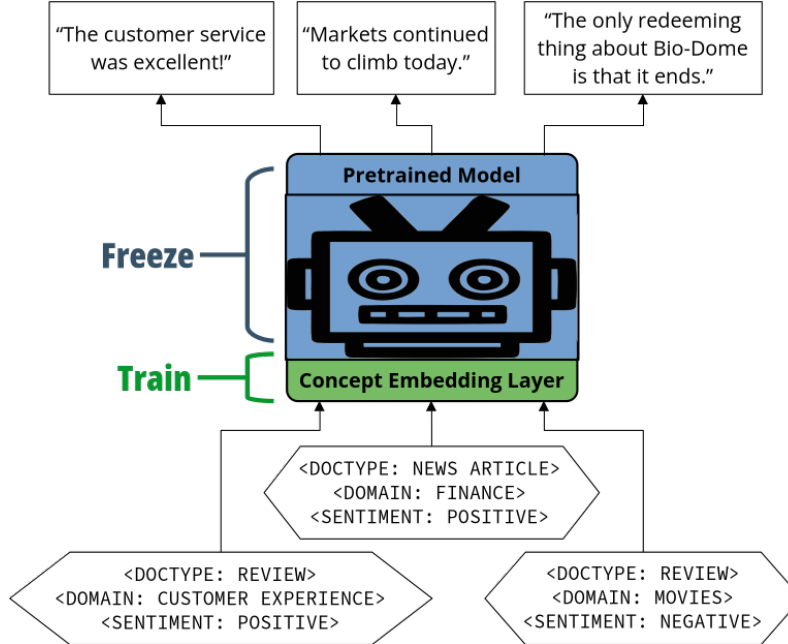 “The customer service
was excellent!”
“Markets continued
to climb today.”
“The only redeeming
thing about Bio-Dome
is that it ends.”
Pretrained Model
Freeze
Train
Concept Embedding Layer
<DOCTYPE: NEWS ARTICLE>
<DOMAIN: FINANCE>
<SENTIMENT: POSITIVE>
<DOCTYPE: REVIEW>
<DOMAIN: CUSTOMER EXPERIENCE>
<SENTIMENT: POSITIVE>
<DOCTYPE: REVIEW>
<DOMAIN: MOVIES>
<SENTIMENT: NEGATIVE>